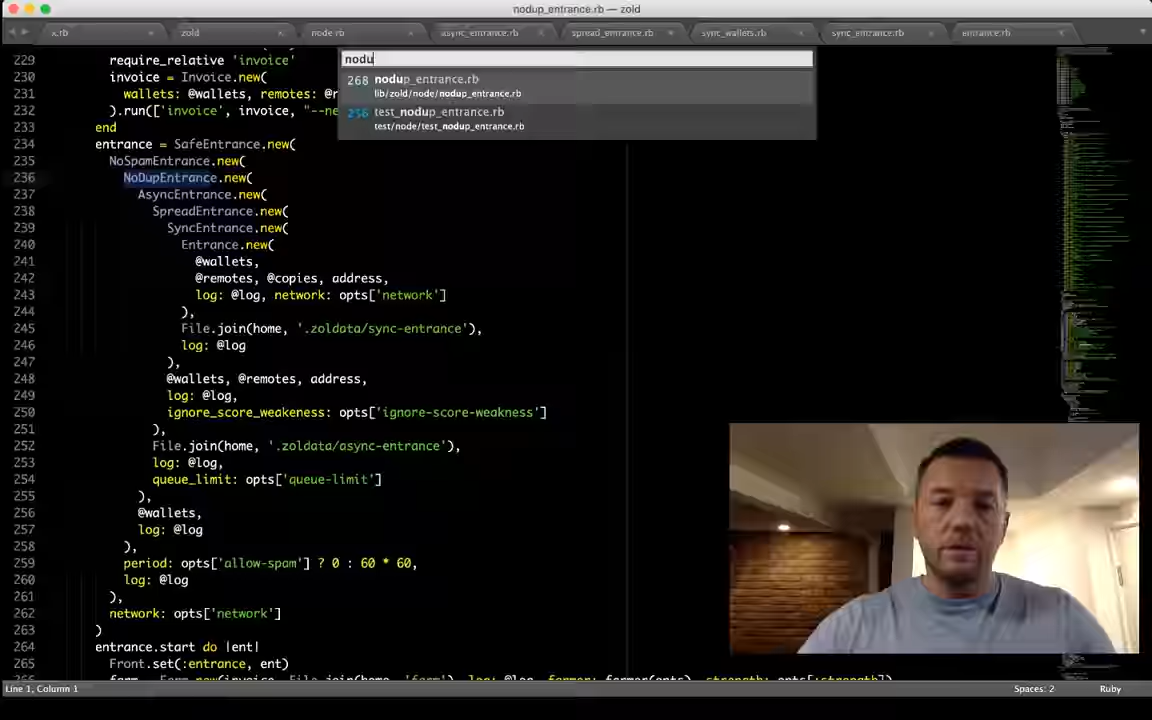 nodup_entrance.rb — zold
x.rb
zold
node.rb
async_entrance.rb
spread_entrance.rb
sync_wallets.rb
sync_entrance.rb
entrance.rb
nodu
268 nodup_entrance.rb
lib/zold/node/nodup_entrance.rb
256 test_nodup_entrance.rb
test/node/test_nodup_entrance.rb
229 require_relative 'invoice'
230 invoice = Invoice.new(
231 wallets: @wallets, remotes: @r
232 ).run(['invoice', invoice, "--ne
233 end
234 entrance = SafeEntrance.new(
235 NoSpamEntrance.new(
236 NoDupEntrance.new(
237 AsyncEntrance.new(
238 SpreadEntrance.new(
239 SyncEntrance.new(
240 Entrance.new(
241 @wallets,
242 @remotes, @copies, address,
243 log: @log, network: opts['network']
244 ),
245 File.join(home, '.zoldata/sync-entrance'),
246 log: @log
247 ),
248 @wallets, @remotes, address,
249 log: @log,
250 ignore_score_weakeness: opts['ignore-score-weakness']
251 ),
252 File.join(home, '.zoldata/async-entrance'),
253 log: @log,
254 queue_limit: opts['queue-limit']
255 ),
256 @wallets,
257 log: @log
258 ),
259 period: opts['allow-spam'] ? 0 : 60 * 60,
260 log: @log
261 ),
262 network: opts['network']
263 )
264 entrance.start do |ent|
265 Front.set(:entrance, ent)
Line 1, Column 1
Spaces: 2
Ruby